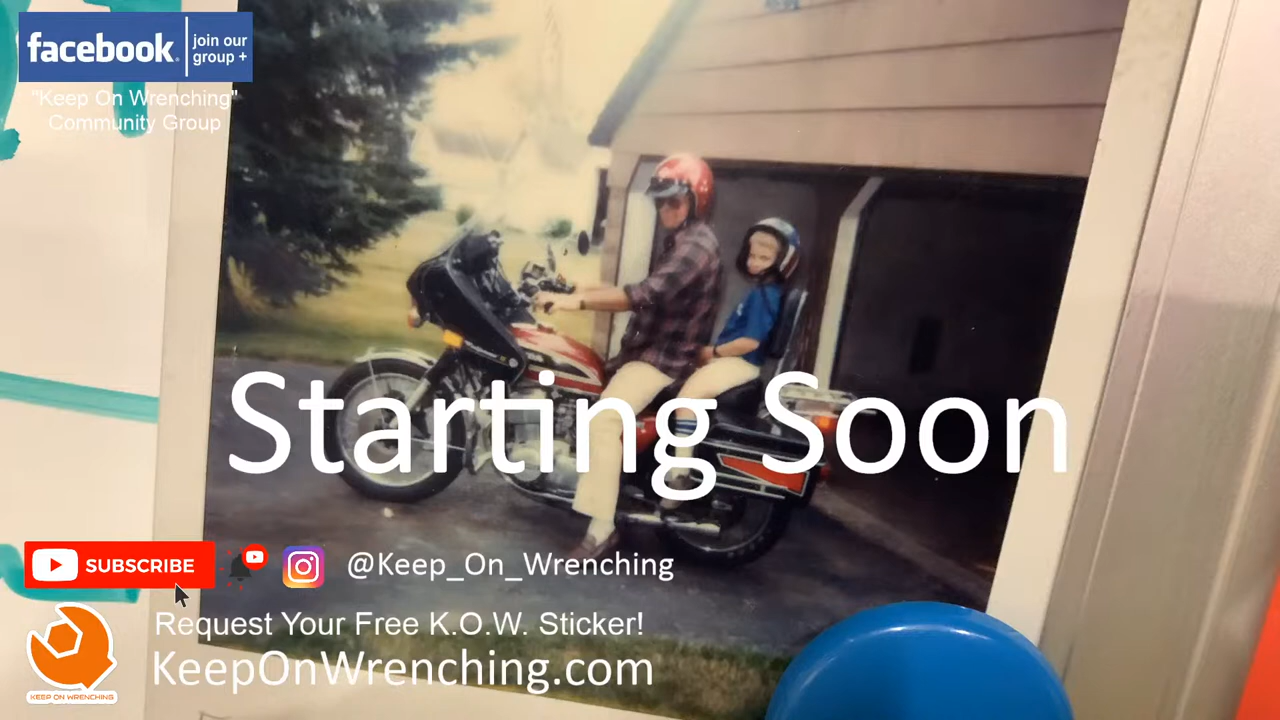 facebook.
join our
group +
"Keep On Wrenching"
Community Group
Starting Soon
SUBSCRIBE
@Keep_On_Wrenching
Request Your Free K.O.W. Sticker!
KeepOnWrenching.com
KEEP ON WRENCHING